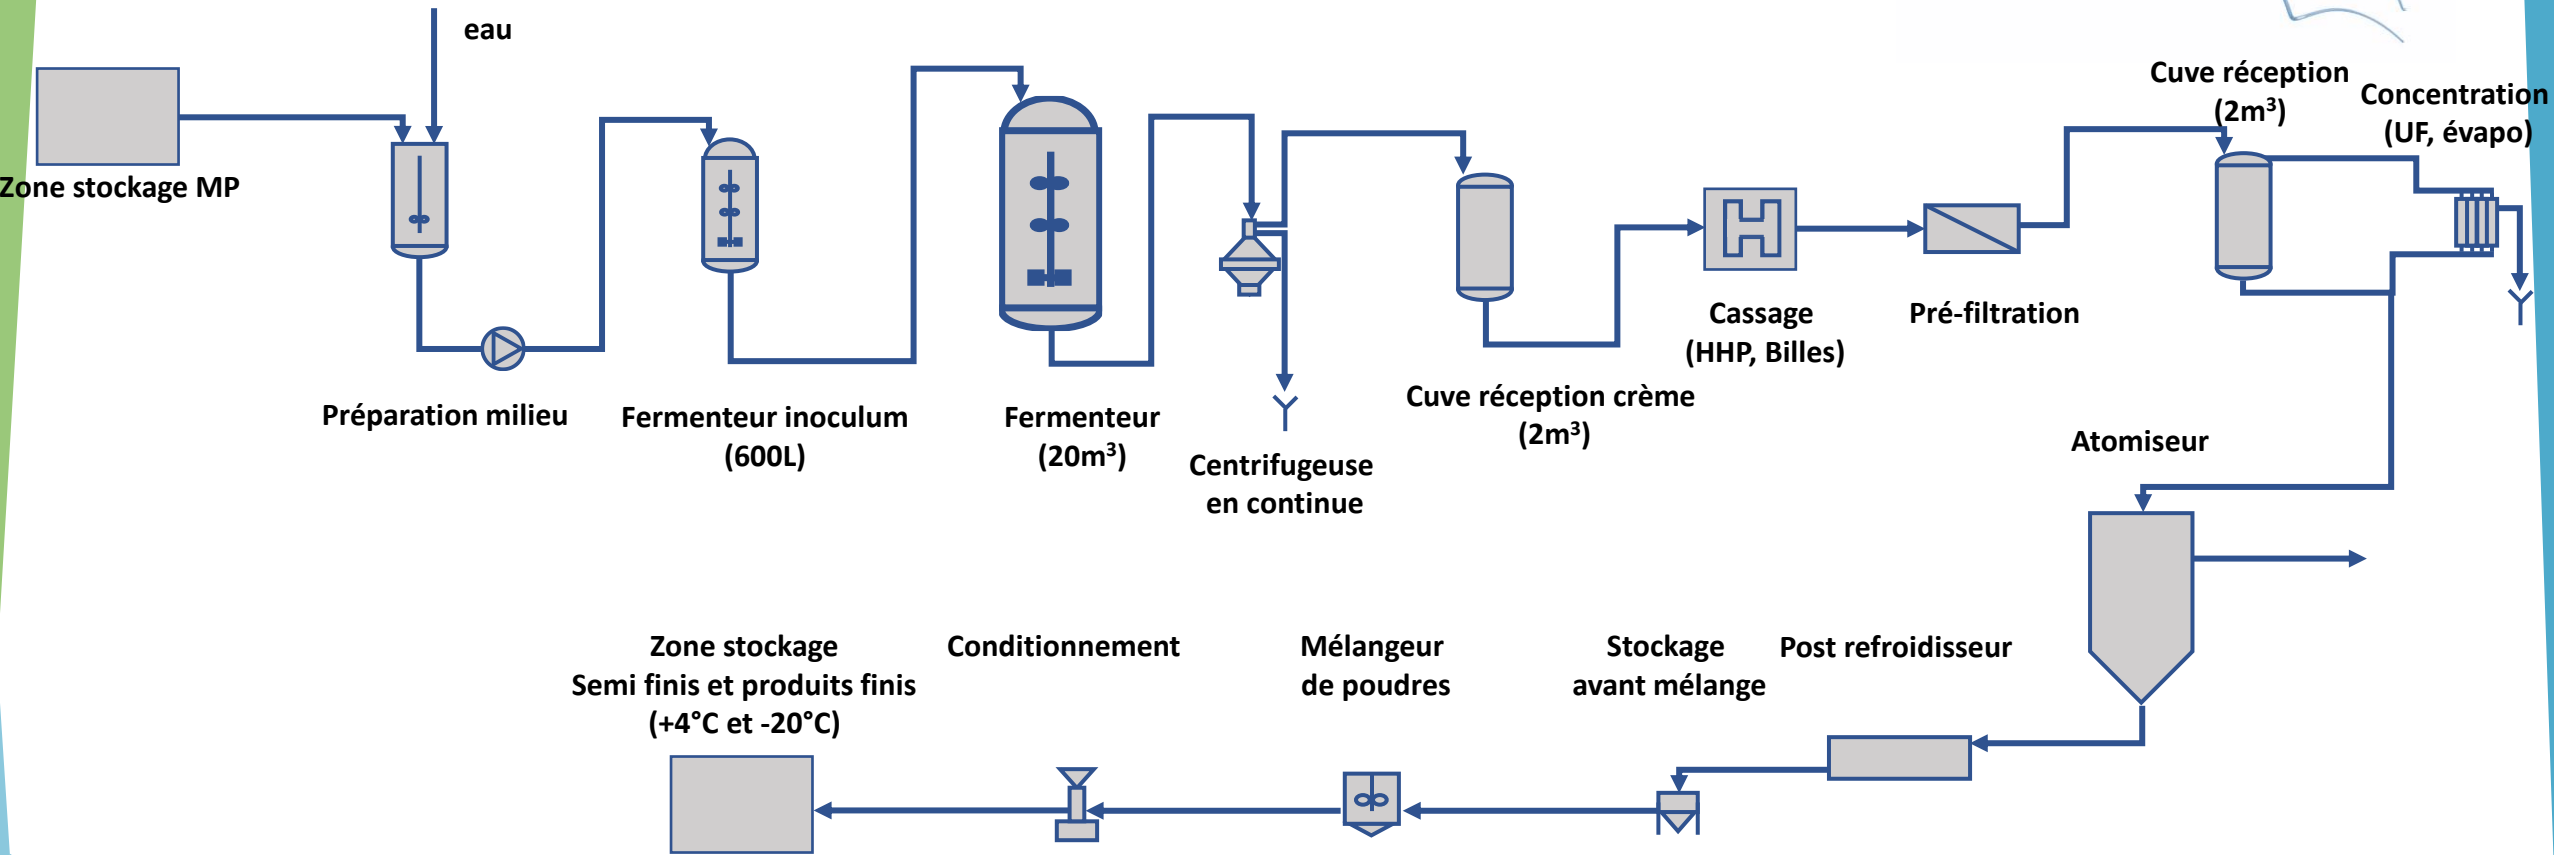 eau
Zone stockage MP
Préparation milieu
Fermenteur inoculum
(600L)
Fermenteur
(20m³)
Centrifugeuse
en continue
Cuve réception crème
(2m³)
Cassage
(HHP, Billes)
Pré-filtration
Cuve réception
(2m³)
Concentration
(UF, évapo)
Atomiseur
Post refroidisseur
Stockage
avant mélange
Mélangeur
de poudres
Conditionnement
Zone stockage
Semi finis et produits finis
(+4°C et -20°C)